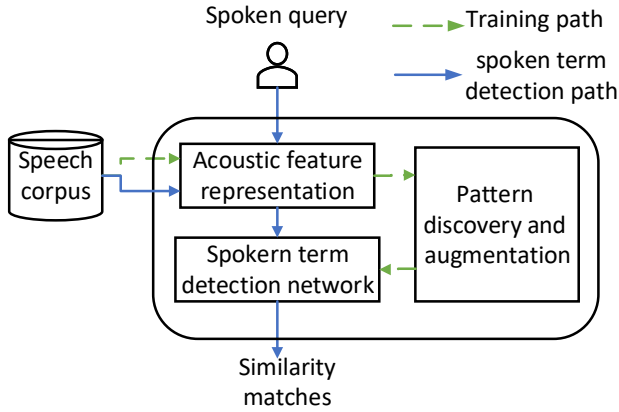 Spoken query
Training path
spoken term
detection path
Speech
corpus
Acoustic feature
representation
Pattern
discovery and
augmentation
Spokern term
detection network
Similarity
matches